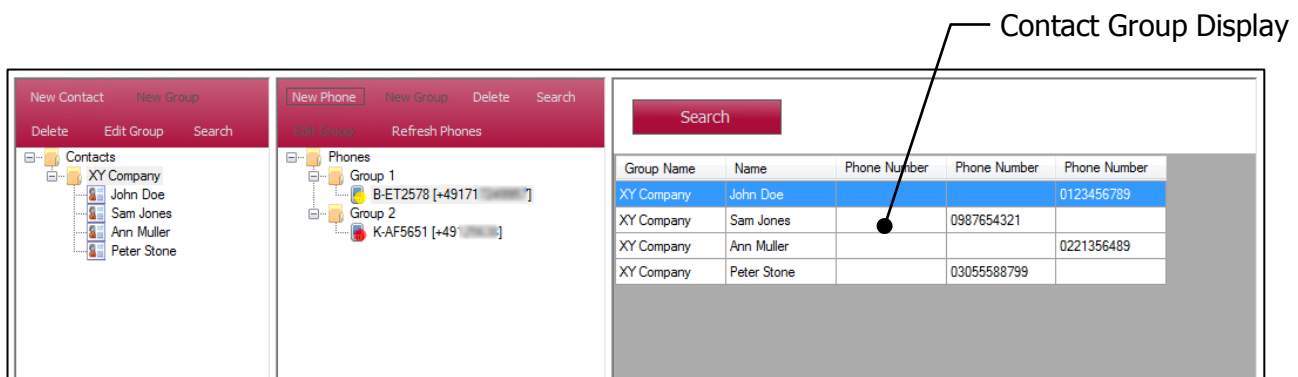 Contact Group Display
New Contact New Group
Delete Edit Group Search
Contacts
XY Company
John Doe
Sam Jones
Ann Muller
Peter Stone
New Phone New Group Delete Search
Edit Group Refresh Phones
Phones
Group 1
B-ET2578 [+49171 ]
Group 2
K-AF5651 [+49 ]
Search
Group Name Name Phone Number Phone Number Phone Number
XY Company John Doe 0123456789
XY Company Sam Jones 0987654321
XY Company Ann Muller 0221356489
XY Company Peter Stone 03055588799